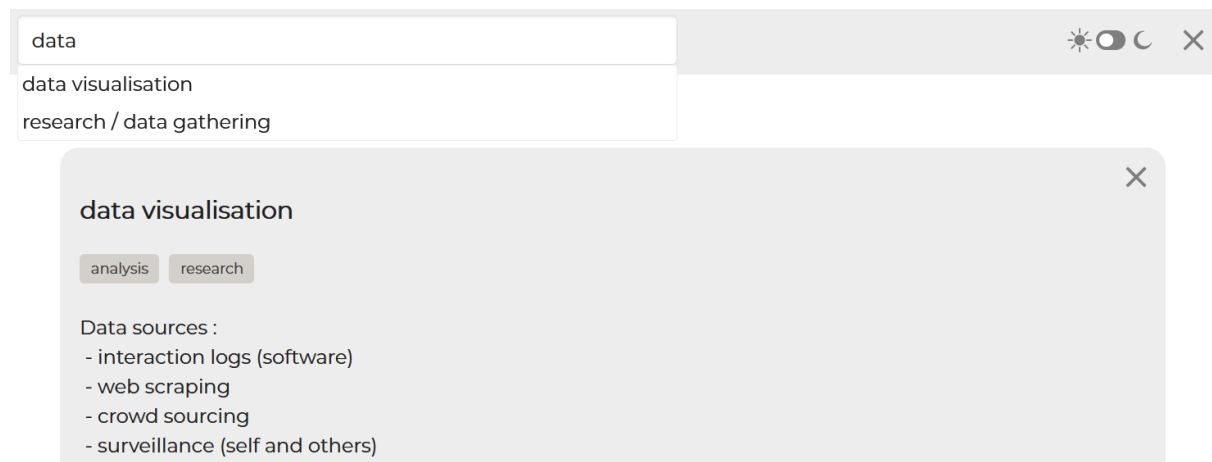 data
data visualisation
research / data gathering
data visualisation
analysis research
Data sources :
- interaction logs (software)
- web scraping
- crowd sourcing
- surveillance (self and others)